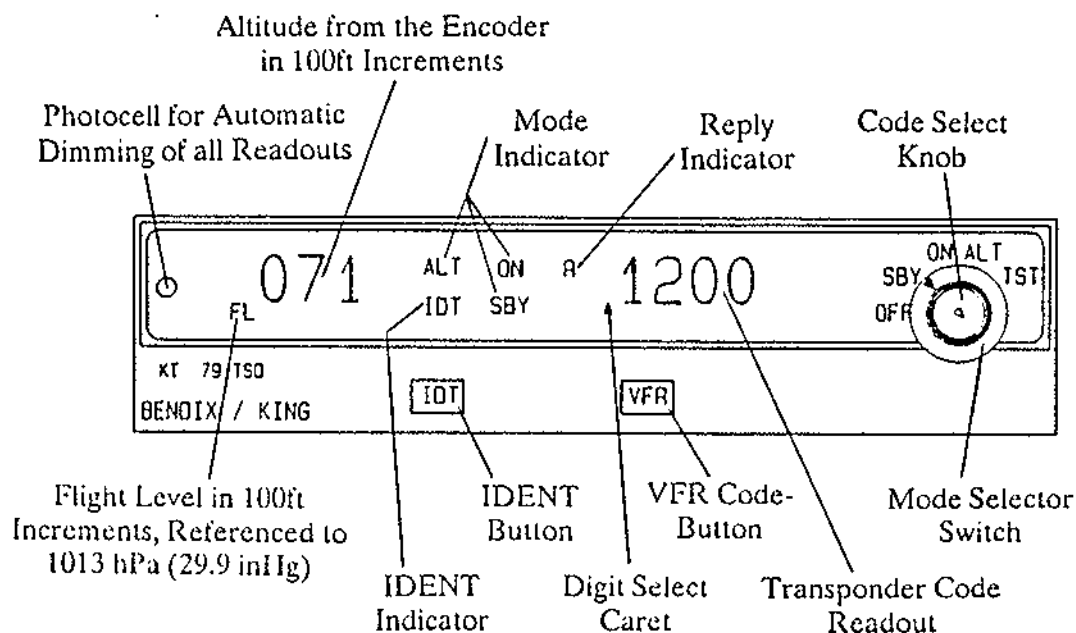 Altitude from the Encoder
in 100ft Increments
Photocell for Automatic
Dimming of all Readouts
Mode
Indicator
Reply
Indicator
Code Select
Knob
071
FL
ALT ON
IDT SBY
R
1200
ON ALT
SBY
TST
OFF
KT 79 TSO
BENDIX / KING
IDT
VFR
Flight Level in 100ft
Increments, Referenced to
1013 hPa (29.9 inHg)
IDENT
Button
VFR Code-
Button
Mode Selector
Switch
IDENT
Indicator
Digit Select
Caret
Transponder Code
Readout